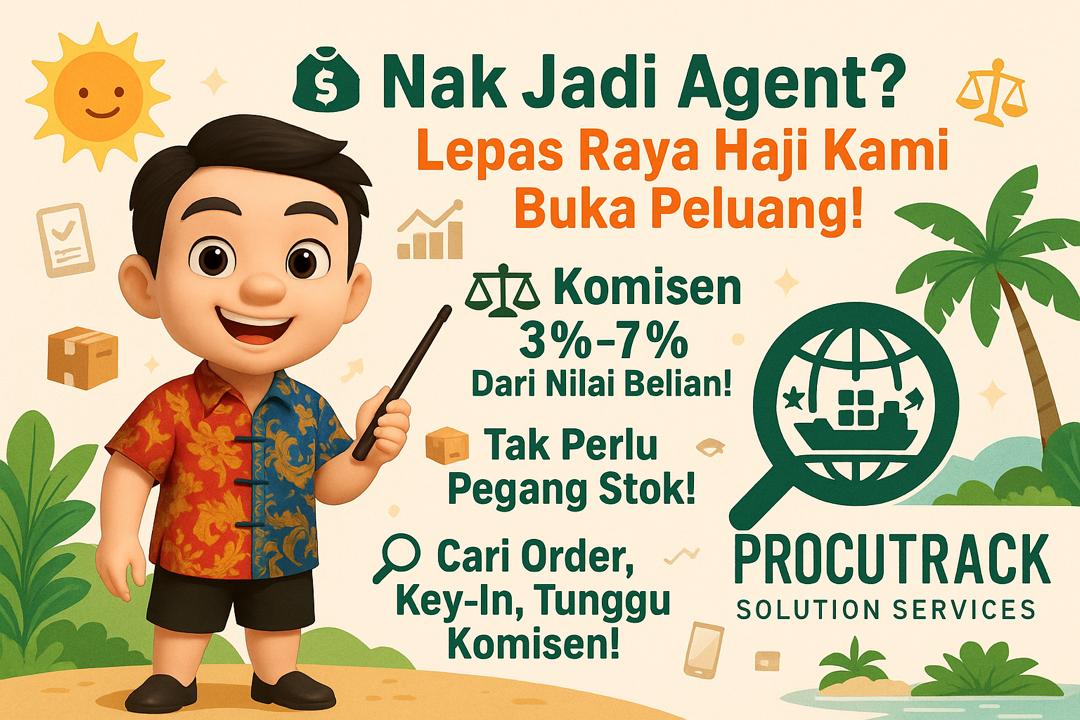 Nak Jadi Agent?
Lepas Raya Haji Kami
Buka Peluang!
Komisen
3%–7%
Dari Nilai Belian!
Tak Perlu
Pegang Stok!
Cari Order,
Key-In, Tunggu
Komisen!
PROCUTRACK
SOLUTION SERVICES